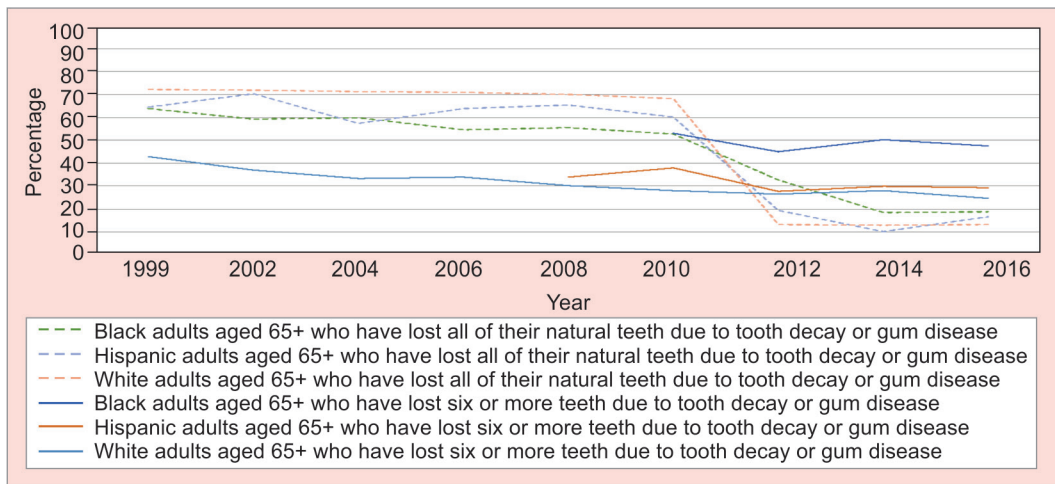 100
90
80
70
60
50
40
30
20
10
0
Percentage
1999 2002 2004 2006 2008 2010 2012 2014 2016
Year
Black adults aged 65+ who have lost all of their natural teeth due to tooth decay or gum disease
Hispanic adults aged 65+ who have lost all of their natural teeth due to tooth decay or gum disease
White adults aged 65+ who have lost all of their natural teeth due to tooth decay or gum disease
Black adults aged 65+ who have lost six or more teeth due to tooth decay or gum disease
Hispanic adults aged 65+ who have lost six or more teeth due to tooth decay or gum disease
White adults aged 65+ who have lost six or more teeth due to tooth decay or gum disease